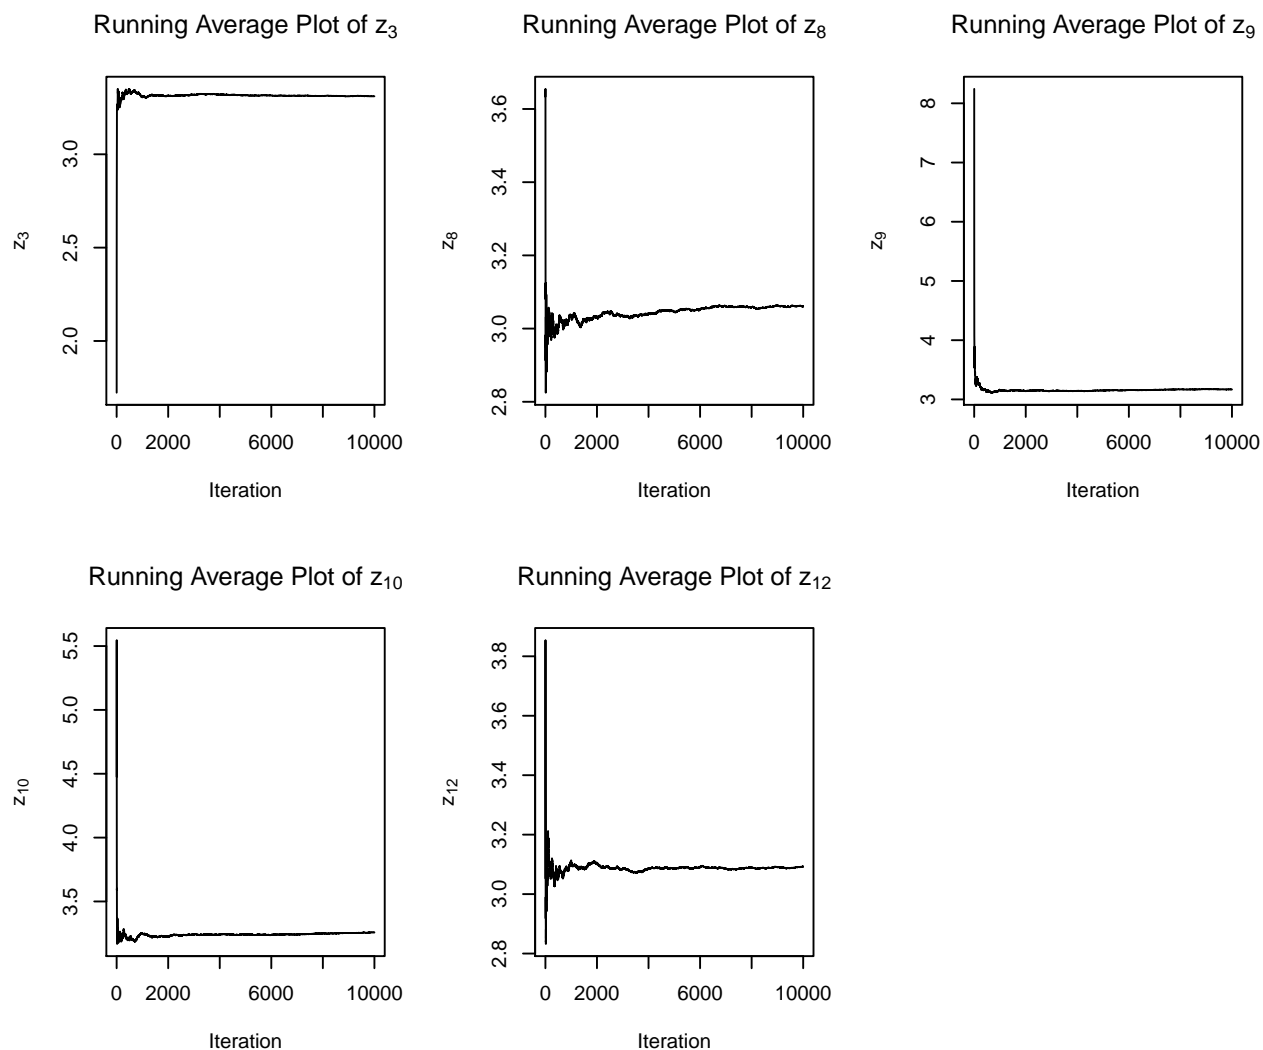 Running Average Plot of z₃
z₃
3.0
2.5
2.0
0 2000 6000 10000
Iteration
Running Average Plot of z₈
z₈
3.6
3.4
3.2
3.0
2.8
0 2000 6000 10000
Iteration
Running Average Plot of z₉
z₉
8
7
6
5
4
3
0 2000 6000 10000
Iteration
Running Average Plot of z₁₀
z₁₀
5.5
5.0
4.5
4.0
3.5
0 2000 6000 10000
Iteration
Running Average Plot of z₁₂
z₁₂
3.8
3.6
3.4
3.2
3.0
2.8
0 2000 6000 10000
Iteration